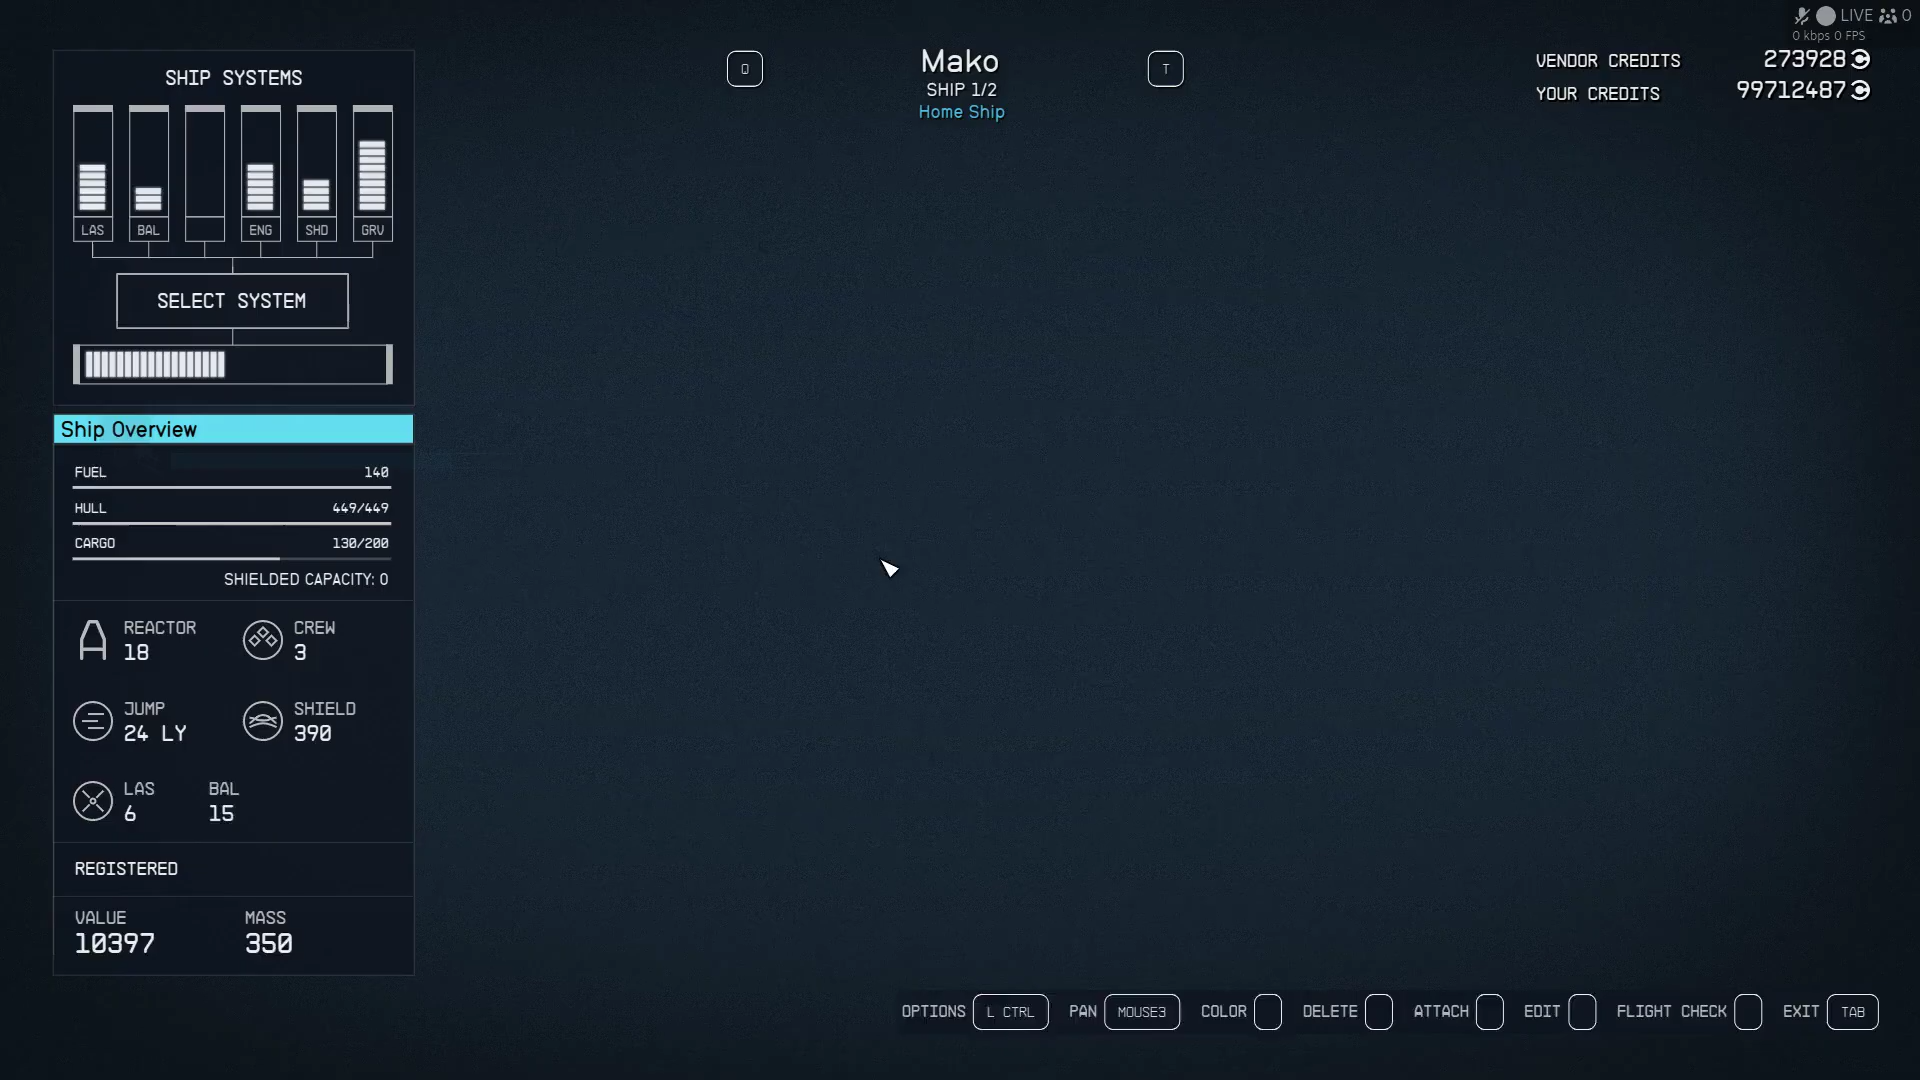 LIVE 0
0 kbps 0 FPS
SHIP SYSTEMS
LAS BAL ENG SHD GRV
SELECT SYSTEM
Q
Mako
SHIP 1/2
Home Ship
T
VENDOR CREDITS 273928
YOUR CREDITS 99712487
Ship Overview
FUEL 140
HULL 449/449
CARGO 130/200
SHIELDED CAPACITY: 0
REACTOR CREW
18 3
JUMP SHIELD
24 LY 390
LAS BAL
6 15
REGISTERED
VALUE MASS
10397 350
OPTIONS L CTRL PAN MOUSE3 COLOR DELETE ATTACH EDIT FLIGHT CHECK EXIT TAB